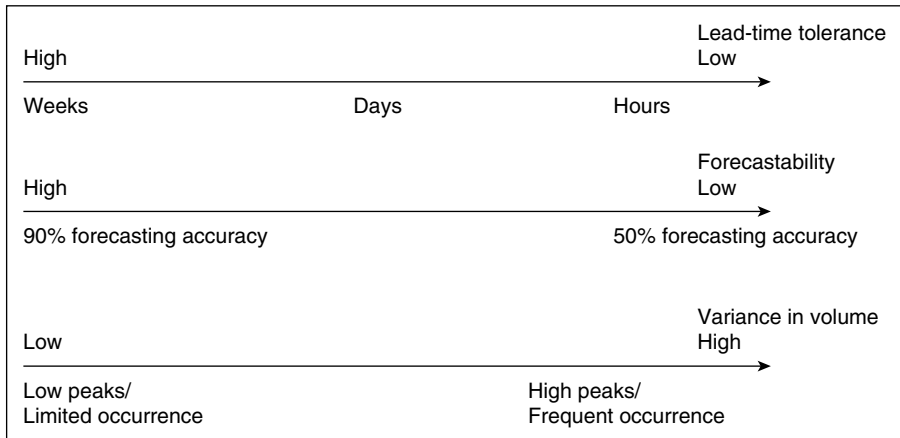 Lead-time tolerance
High Low
Weeks Days Hours
Forecastability
High Low
90% forecasting accuracy 50% forecasting accuracy
Variance in volume
Low High
Low peaks/ High peaks/
Limited occurrence Frequent occurrence